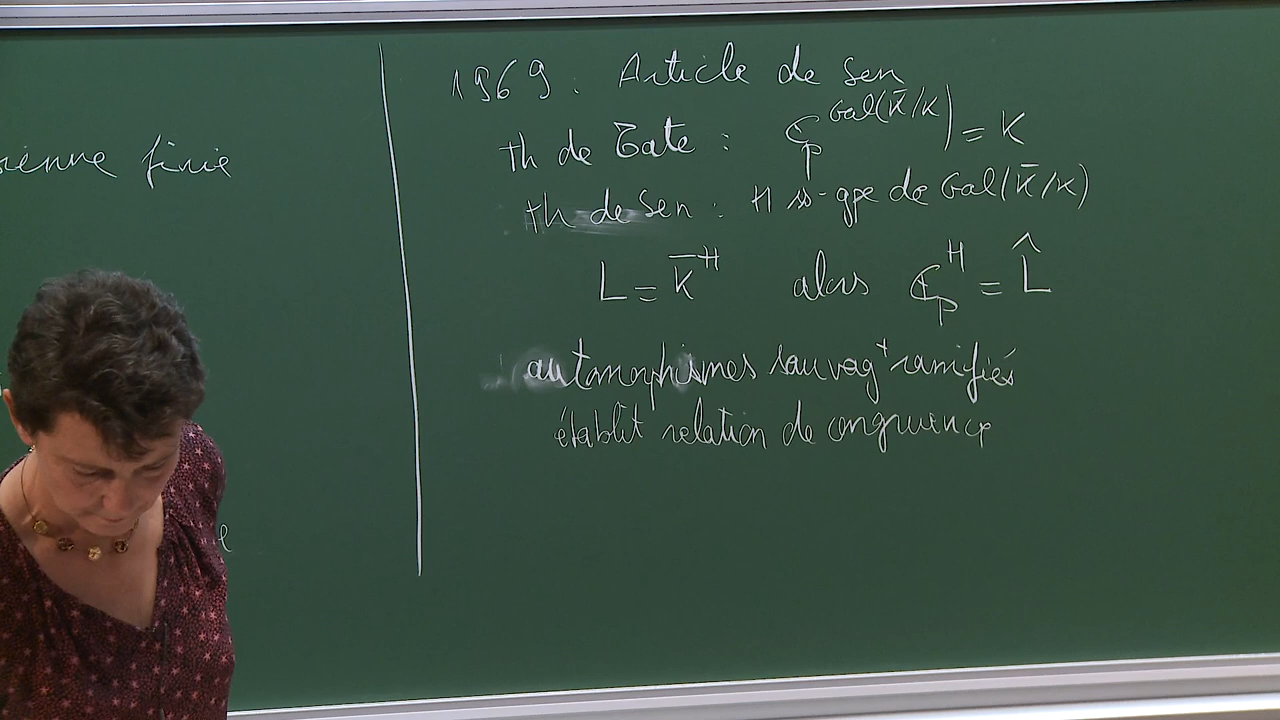 finie
1969. Article de Sen
th de Tate : ℂ_p^{Gal(K̄/K)} = K
th de Sen : H ss-gpe de Gal(K̄/K)
L = K̄^H alors ℂ_p^H = L̂
automorphismes sauvag^t ramifiés
établit relation de congruence